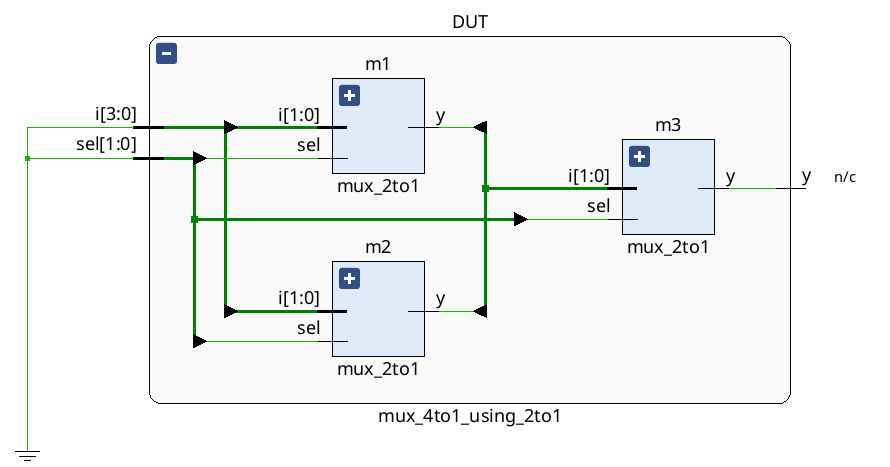 DUT
m1
i[3:0]
i[1:0]
y
sel[1:0]
sel
mux_2to1
m3
i[1:0]
y
y
n/c
sel
mux_2to1
m2
i[1:0]
y
sel
mux_2to1
mux_4to1_using_2to1